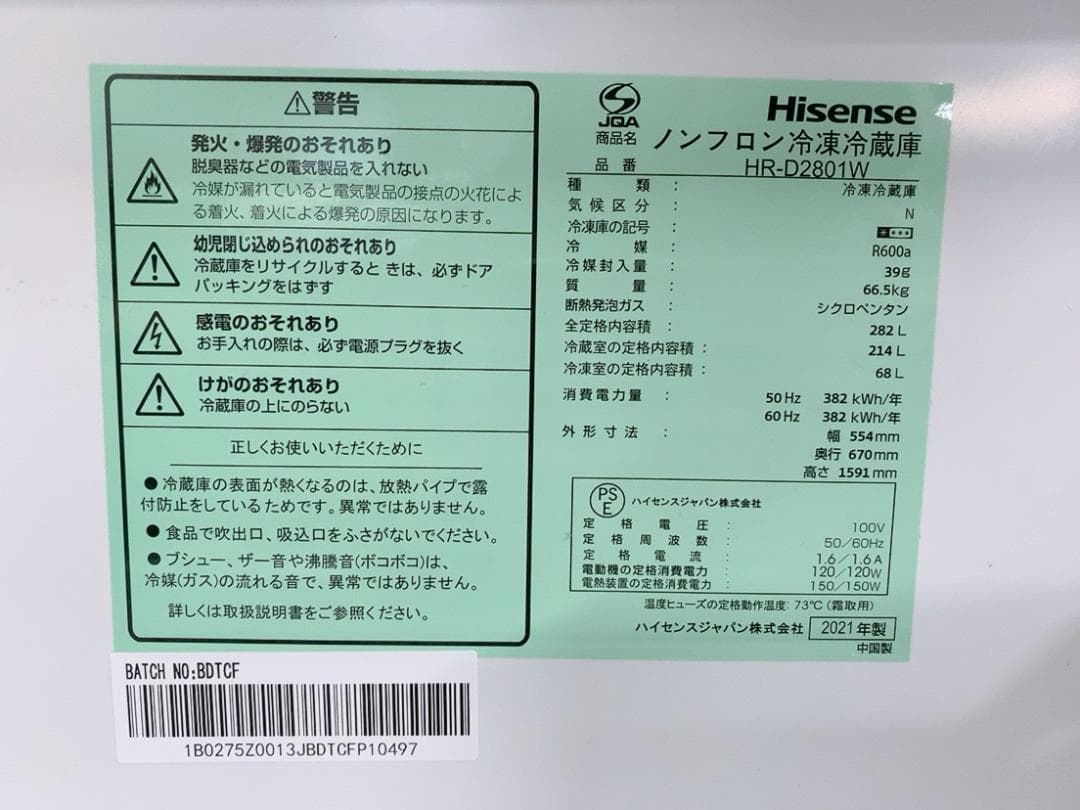 ⚠警告
発火・爆発のおそれあり
脱臭器などの電気製品を入れない
冷媒が漏れていると電気製品の接点の火花によ
る着火、着火による爆発の原因になります。
幼児閉じ込められのおそれあり
冷蔵庫をリサイクルするときは、必ずドア
パッキングをはずす
感電のおそれあり
お手入れの際は、必ず電源プラグを抜く
けがのおそれあり
冷蔵庫の上にのらない
正しくお使いいただくために
●冷蔵庫の表面が熱くなるのは、放熱パイプで露
付防止をしているためです。異常ではありません。
●食品で吹出口、吸込口をふさがないでください。
●ブシュー、ザー音や沸騰音(ボコボコ)は、
冷媒(ガス)の流れる音で、異常ではありません。
詳しくは取扱説明書をご参照ください。
JQA
Hisense
商品名 ノンフロン冷凍冷蔵庫
品番 HR-D2801W
種類: 冷凍冷蔵庫
気候区分: N
冷凍庫の記号
冷媒: R600a
冷媒封入量: 39g
質量: 66.5kg
断熱発泡ガス: シクロペンタン
全定格内容積: 282L
冷蔵室の定格内容積: 214L
冷凍室の定格内容積: 68L
消費電力量: 50Hz 382kWh/年
60Hz 382kWh/年
外形寸法: 幅 554mm
奥行 670mm
高さ 1591mm
PSE ハイセンスジャパン株式会社
定格電圧: 100V
定格周波数: 50/60Hz
定格電流: 1.6/1.6A
電動機の定格消費電力: 120/120W
電熱装置の定格消費電力: 150/150W
温度ヒューズの定格動作温度: 73℃(霜取用)
ハイセンスジャパン株式会社 2021年製
中国製
BATCH NO:BDTCF
1B0275Z0013JBDTCFP10497